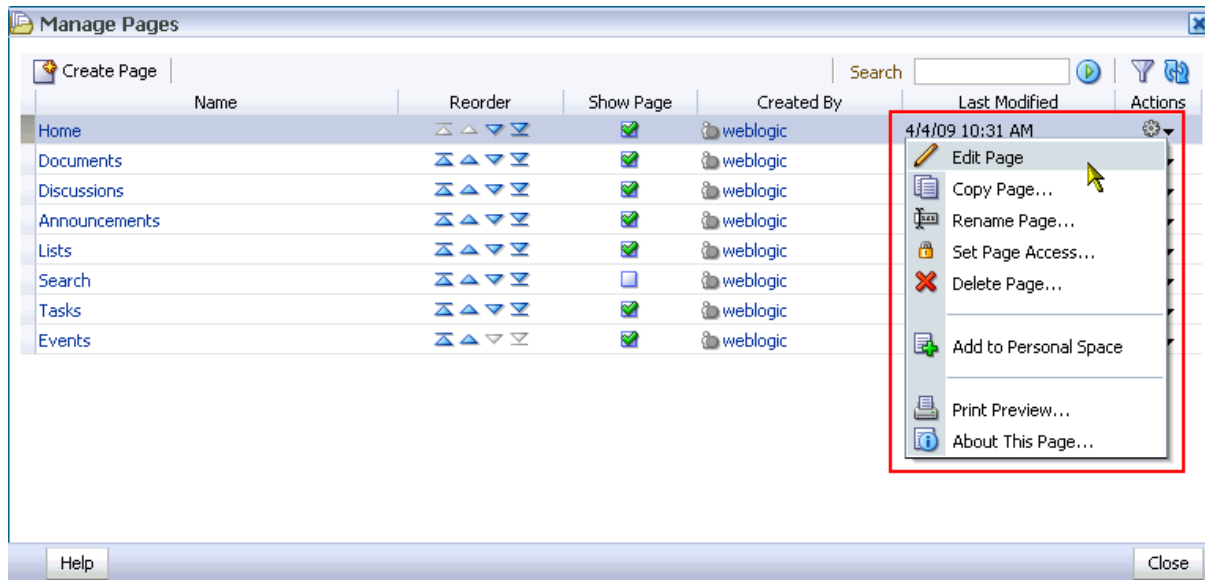 Manage Pages
Create Page Search
Name Reorder Show Page Created By Last Modified Actions
Home weblogic 4/4/09 10:31 AM
Documents weblogic
Discussions weblogic
Announcements weblogic
Lists weblogic
Search weblogic
Tasks weblogic
Events weblogic
Edit Page
Copy Page...
Rename Page...
Set Page Access...
Delete Page...
Add to Personal Space
Print Preview...
About This Page...
Help Close